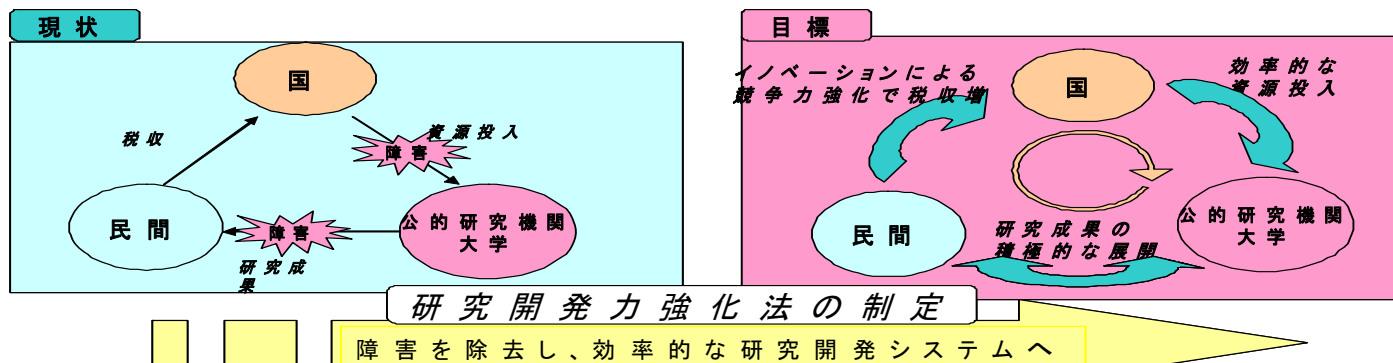 現状
国
税収
資源投入
障害
民間
障害
公的研究機関
大学
研究成
果
目標
イノベーションによる
競争力強化で税収増
国
効率的な
資源投入
民間
研究成果の
積極的な展開
公的研究機関
大学
研究開発力強化法の制定
障害を除去し、効率的な研究開発システムへ